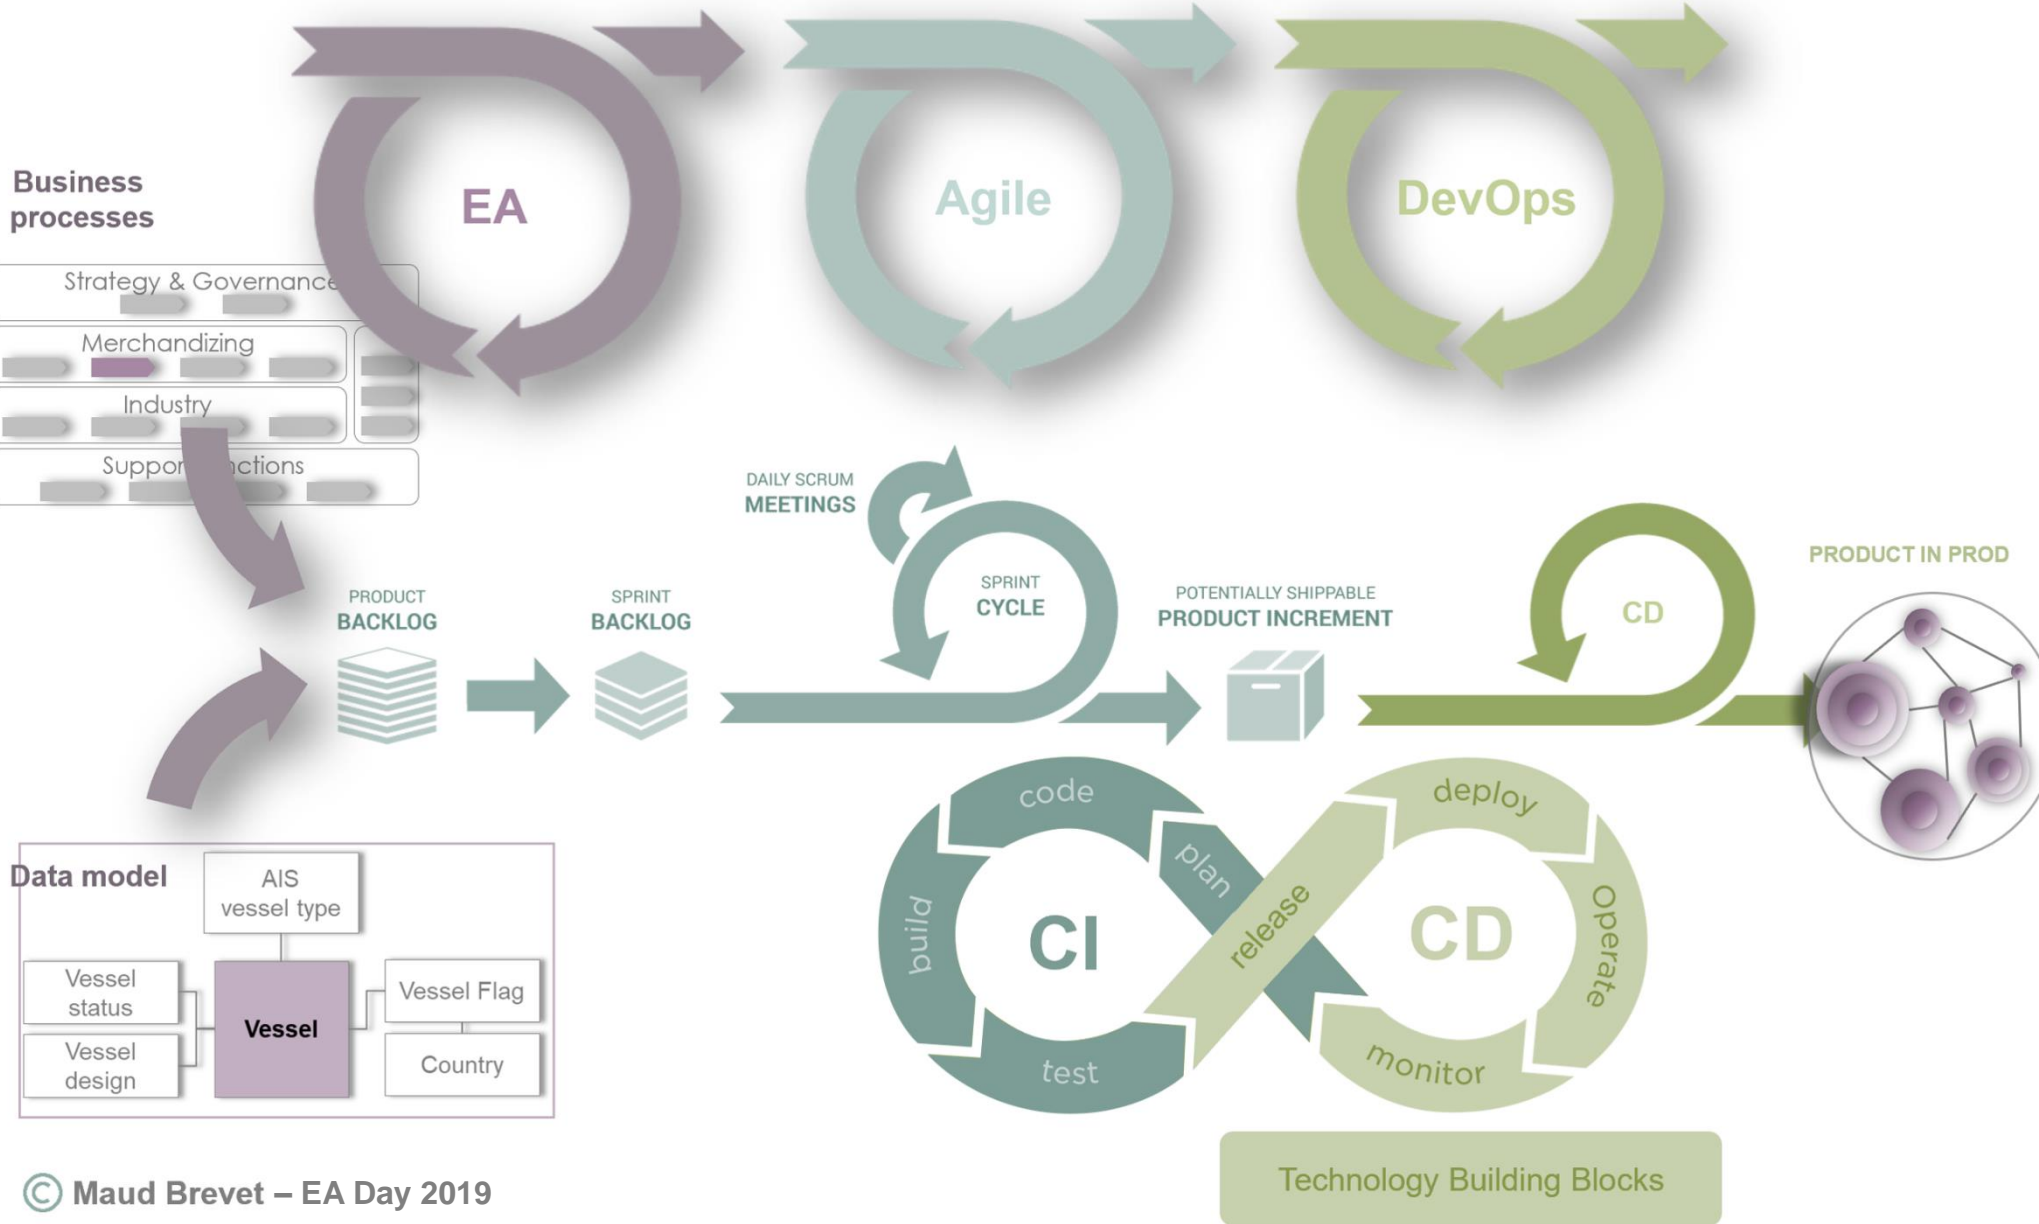 EA
Agile
DevOps
Business
processes
Strategy & Governance
Merchandizing
Industry
DAILY SCRUM
MEETINGS
SPRINT
CYCLE
PRODUCT
BACKLOG
SPRINT
BACKLOG
POTENTIALLY SHIPPABLE
PRODUCT INCREMENT
CD
PRODUCT IN PROD
Data model
AIS
vessel type
Vessel
status
Vessel
design
Vessel
Vessel Flag
Country
code
plan
build
test
CI
release
deploy
Operate
monitor
CD
Technology Building Blocks
© Maud Brevet – EA Day 2019